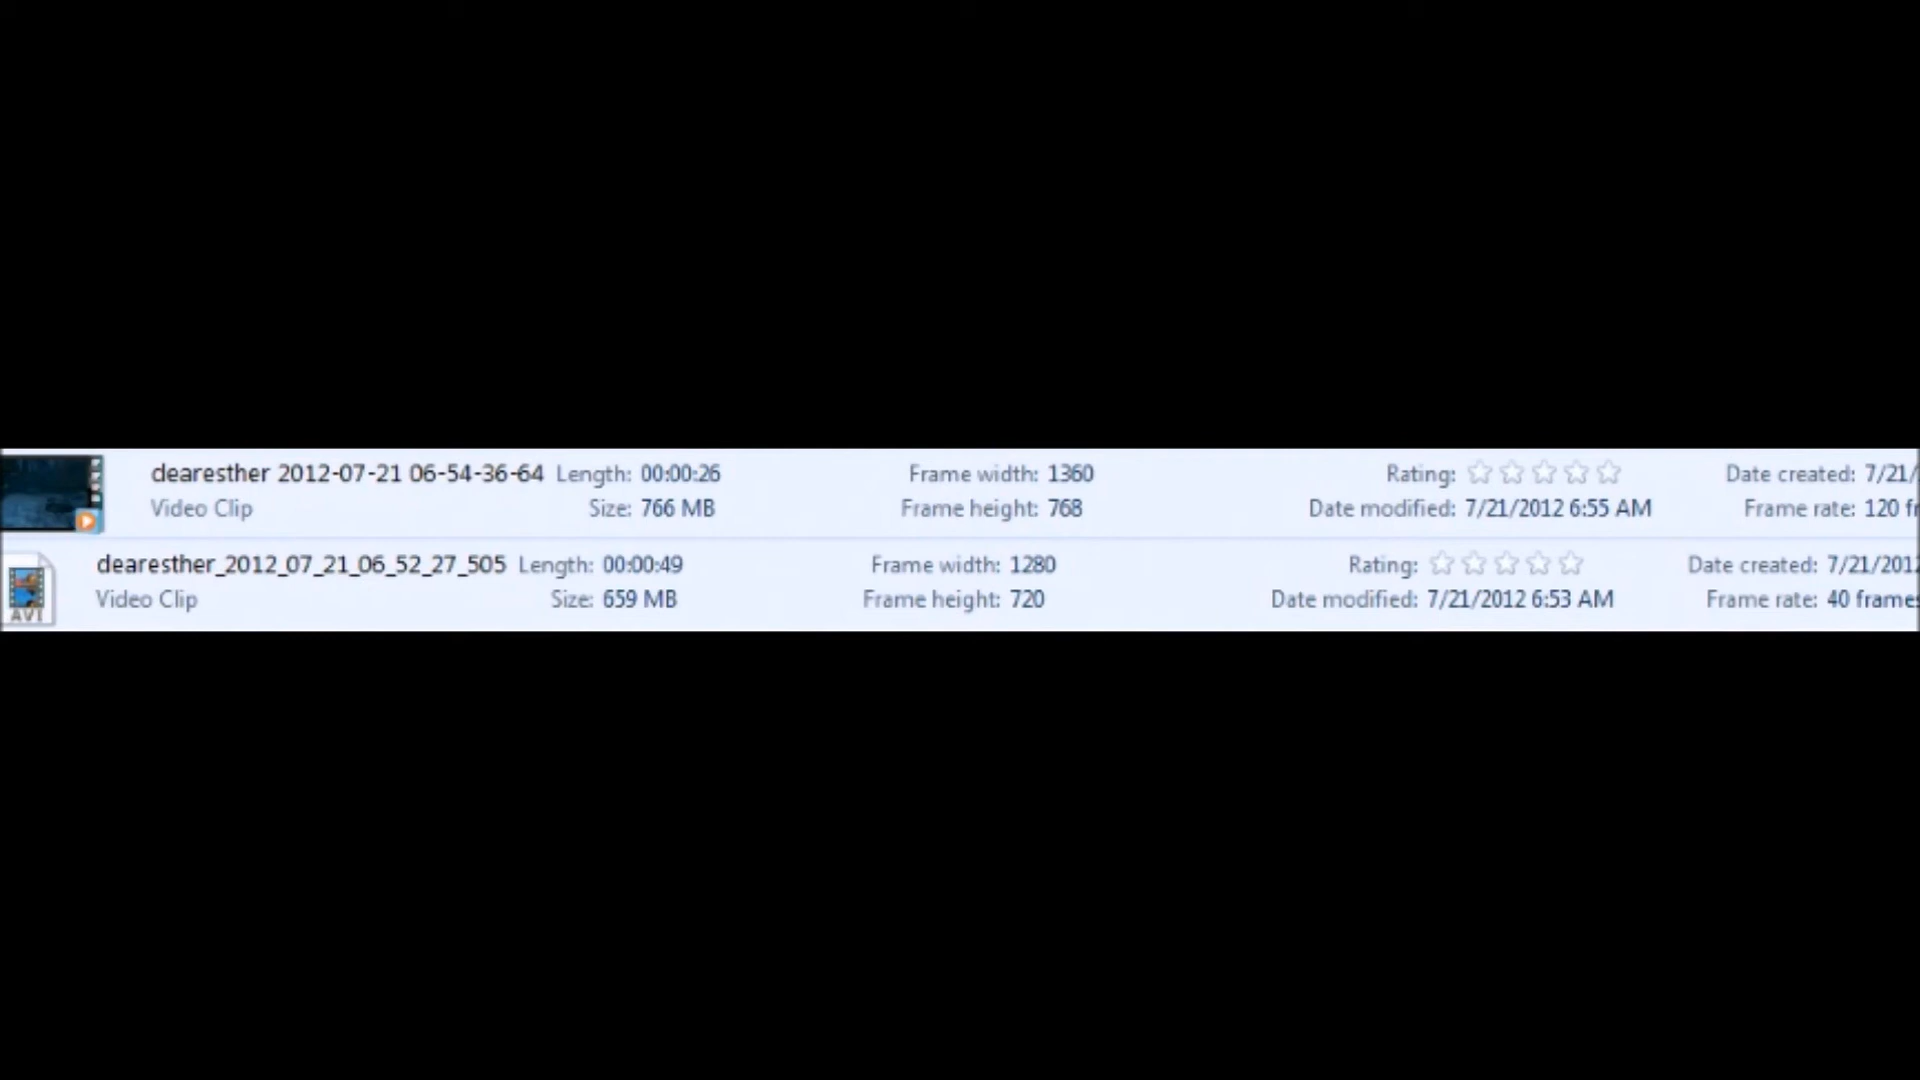 dearesther 2012-07-21 06-54-36-64 Length: 00:00:26 Frame width: 1360 Rating: Date created: 7/21/
Video Clip Size: 766 MB Frame height: 768 Date modified: 7/21/2012 6:55 AM Frame rate: 120 fr
dearesther_2012_07_21_06_52_27_505 Length: 00:00:49 Frame width: 1280 Rating: Date created: 7/21/2012
Video Clip Size: 659 MB Frame height: 720 Date modified: 7/21/2012 6:53 AM Frame rate: 40 frames
AVI